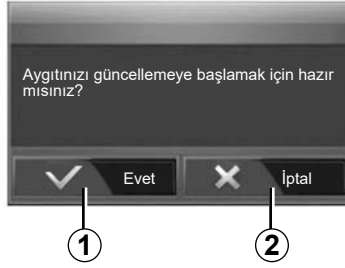 Aygıtınızı güncellemeye başlamak için hazır
mısınız?
Evet
İptal
1
2